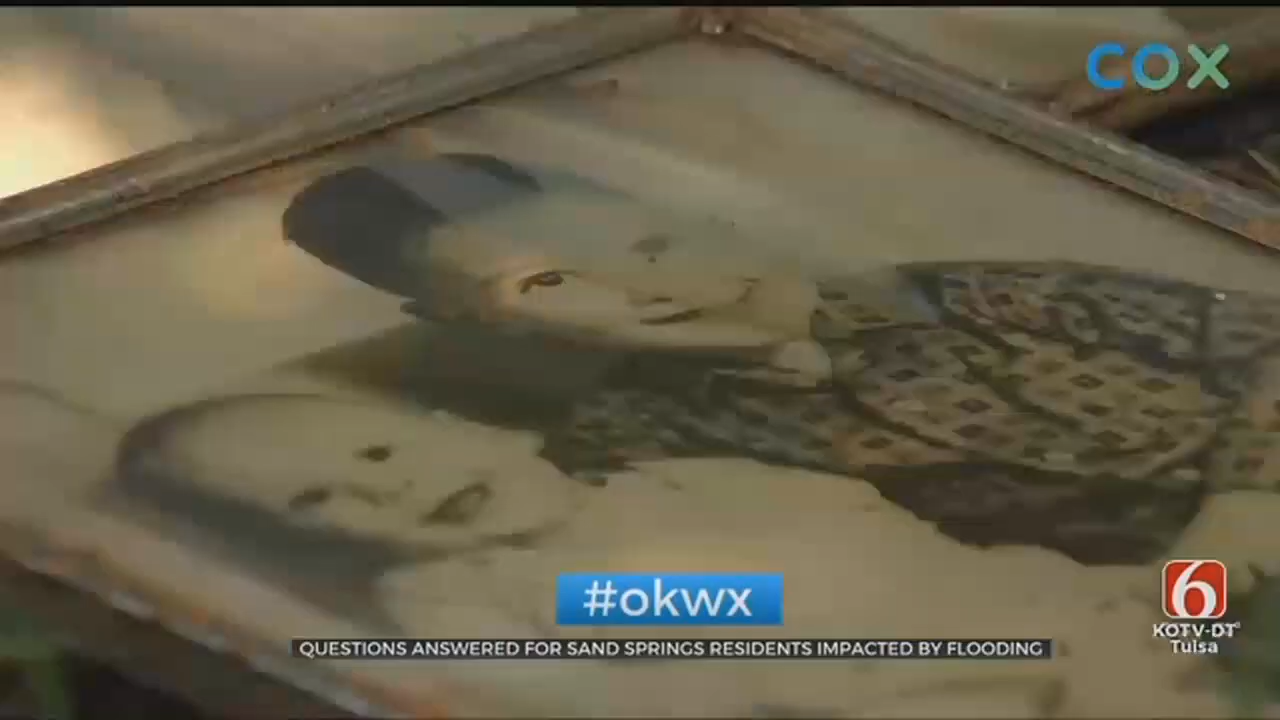 COX
#okwx
6
KOTV-DT
Tulsa
QUESTIONS ANSWERED FOR SAND SPRINGS RESIDENTS IMPACTED BY FLOODING